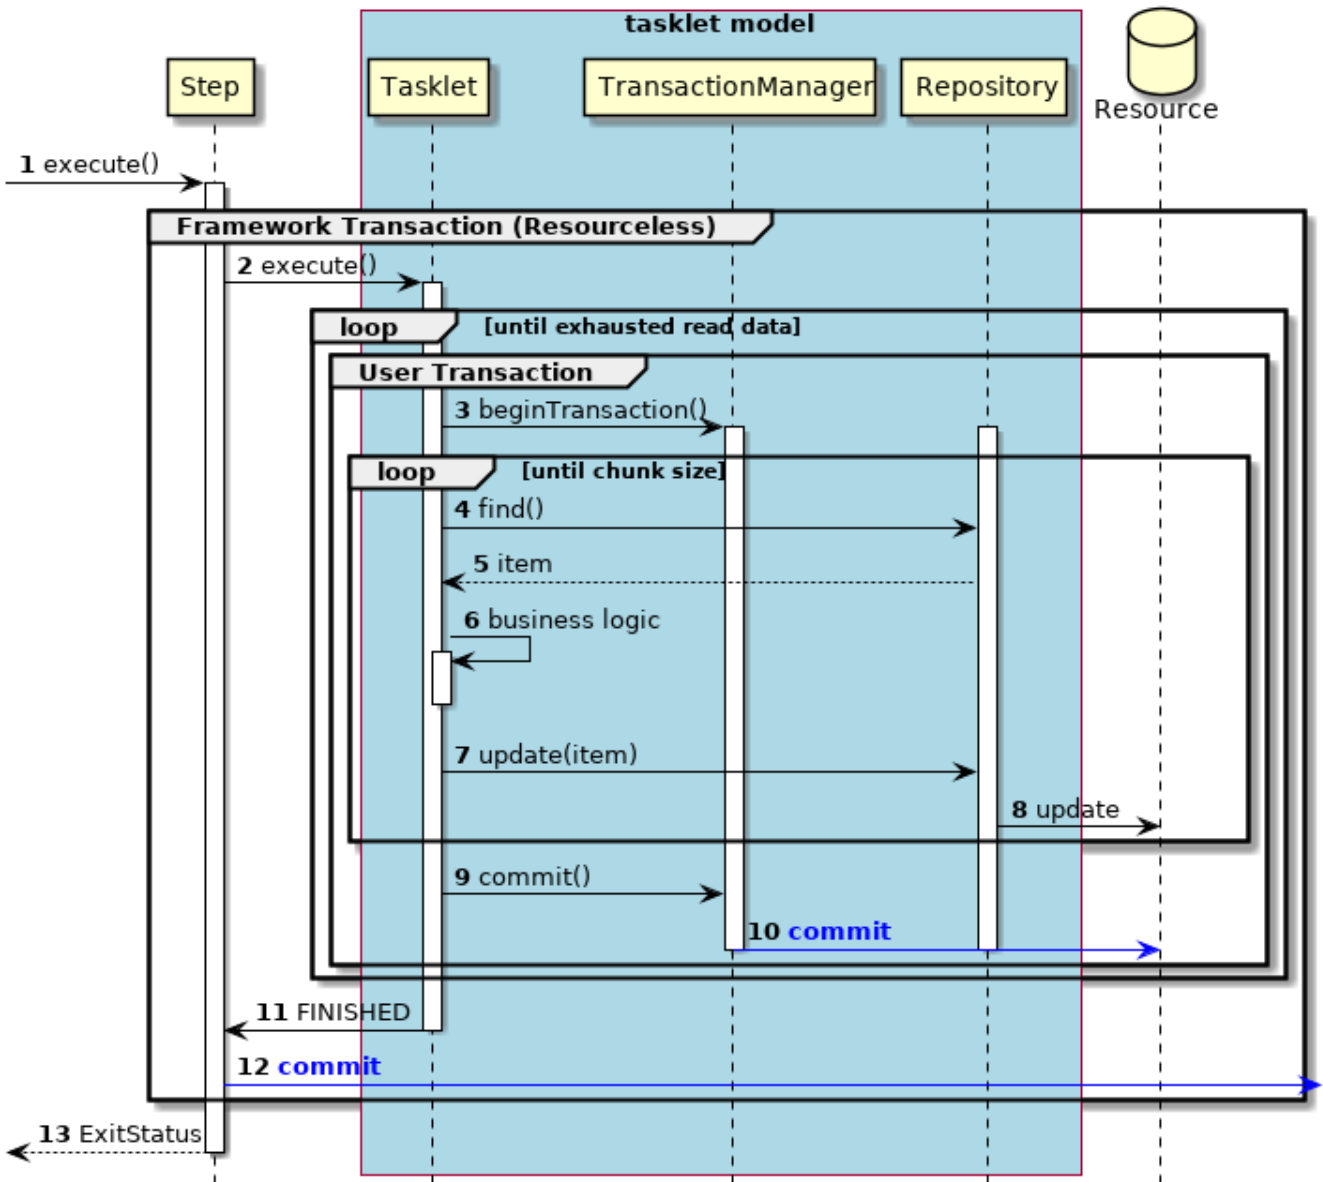 tasklet model
Step
Tasklet
TransactionManager
Repository
Resource
1 execute()
Framework Transaction (Resourceless)
2 execute()
loop [until exhausted read data]
User Transaction
3 beginTransaction()
loop [until chunk size]
4 find()
5 item
6 business logic
7 update(item)
8 update
9 commit()
10 commit
11 FINISHED
12 commit
13 ExitStatus